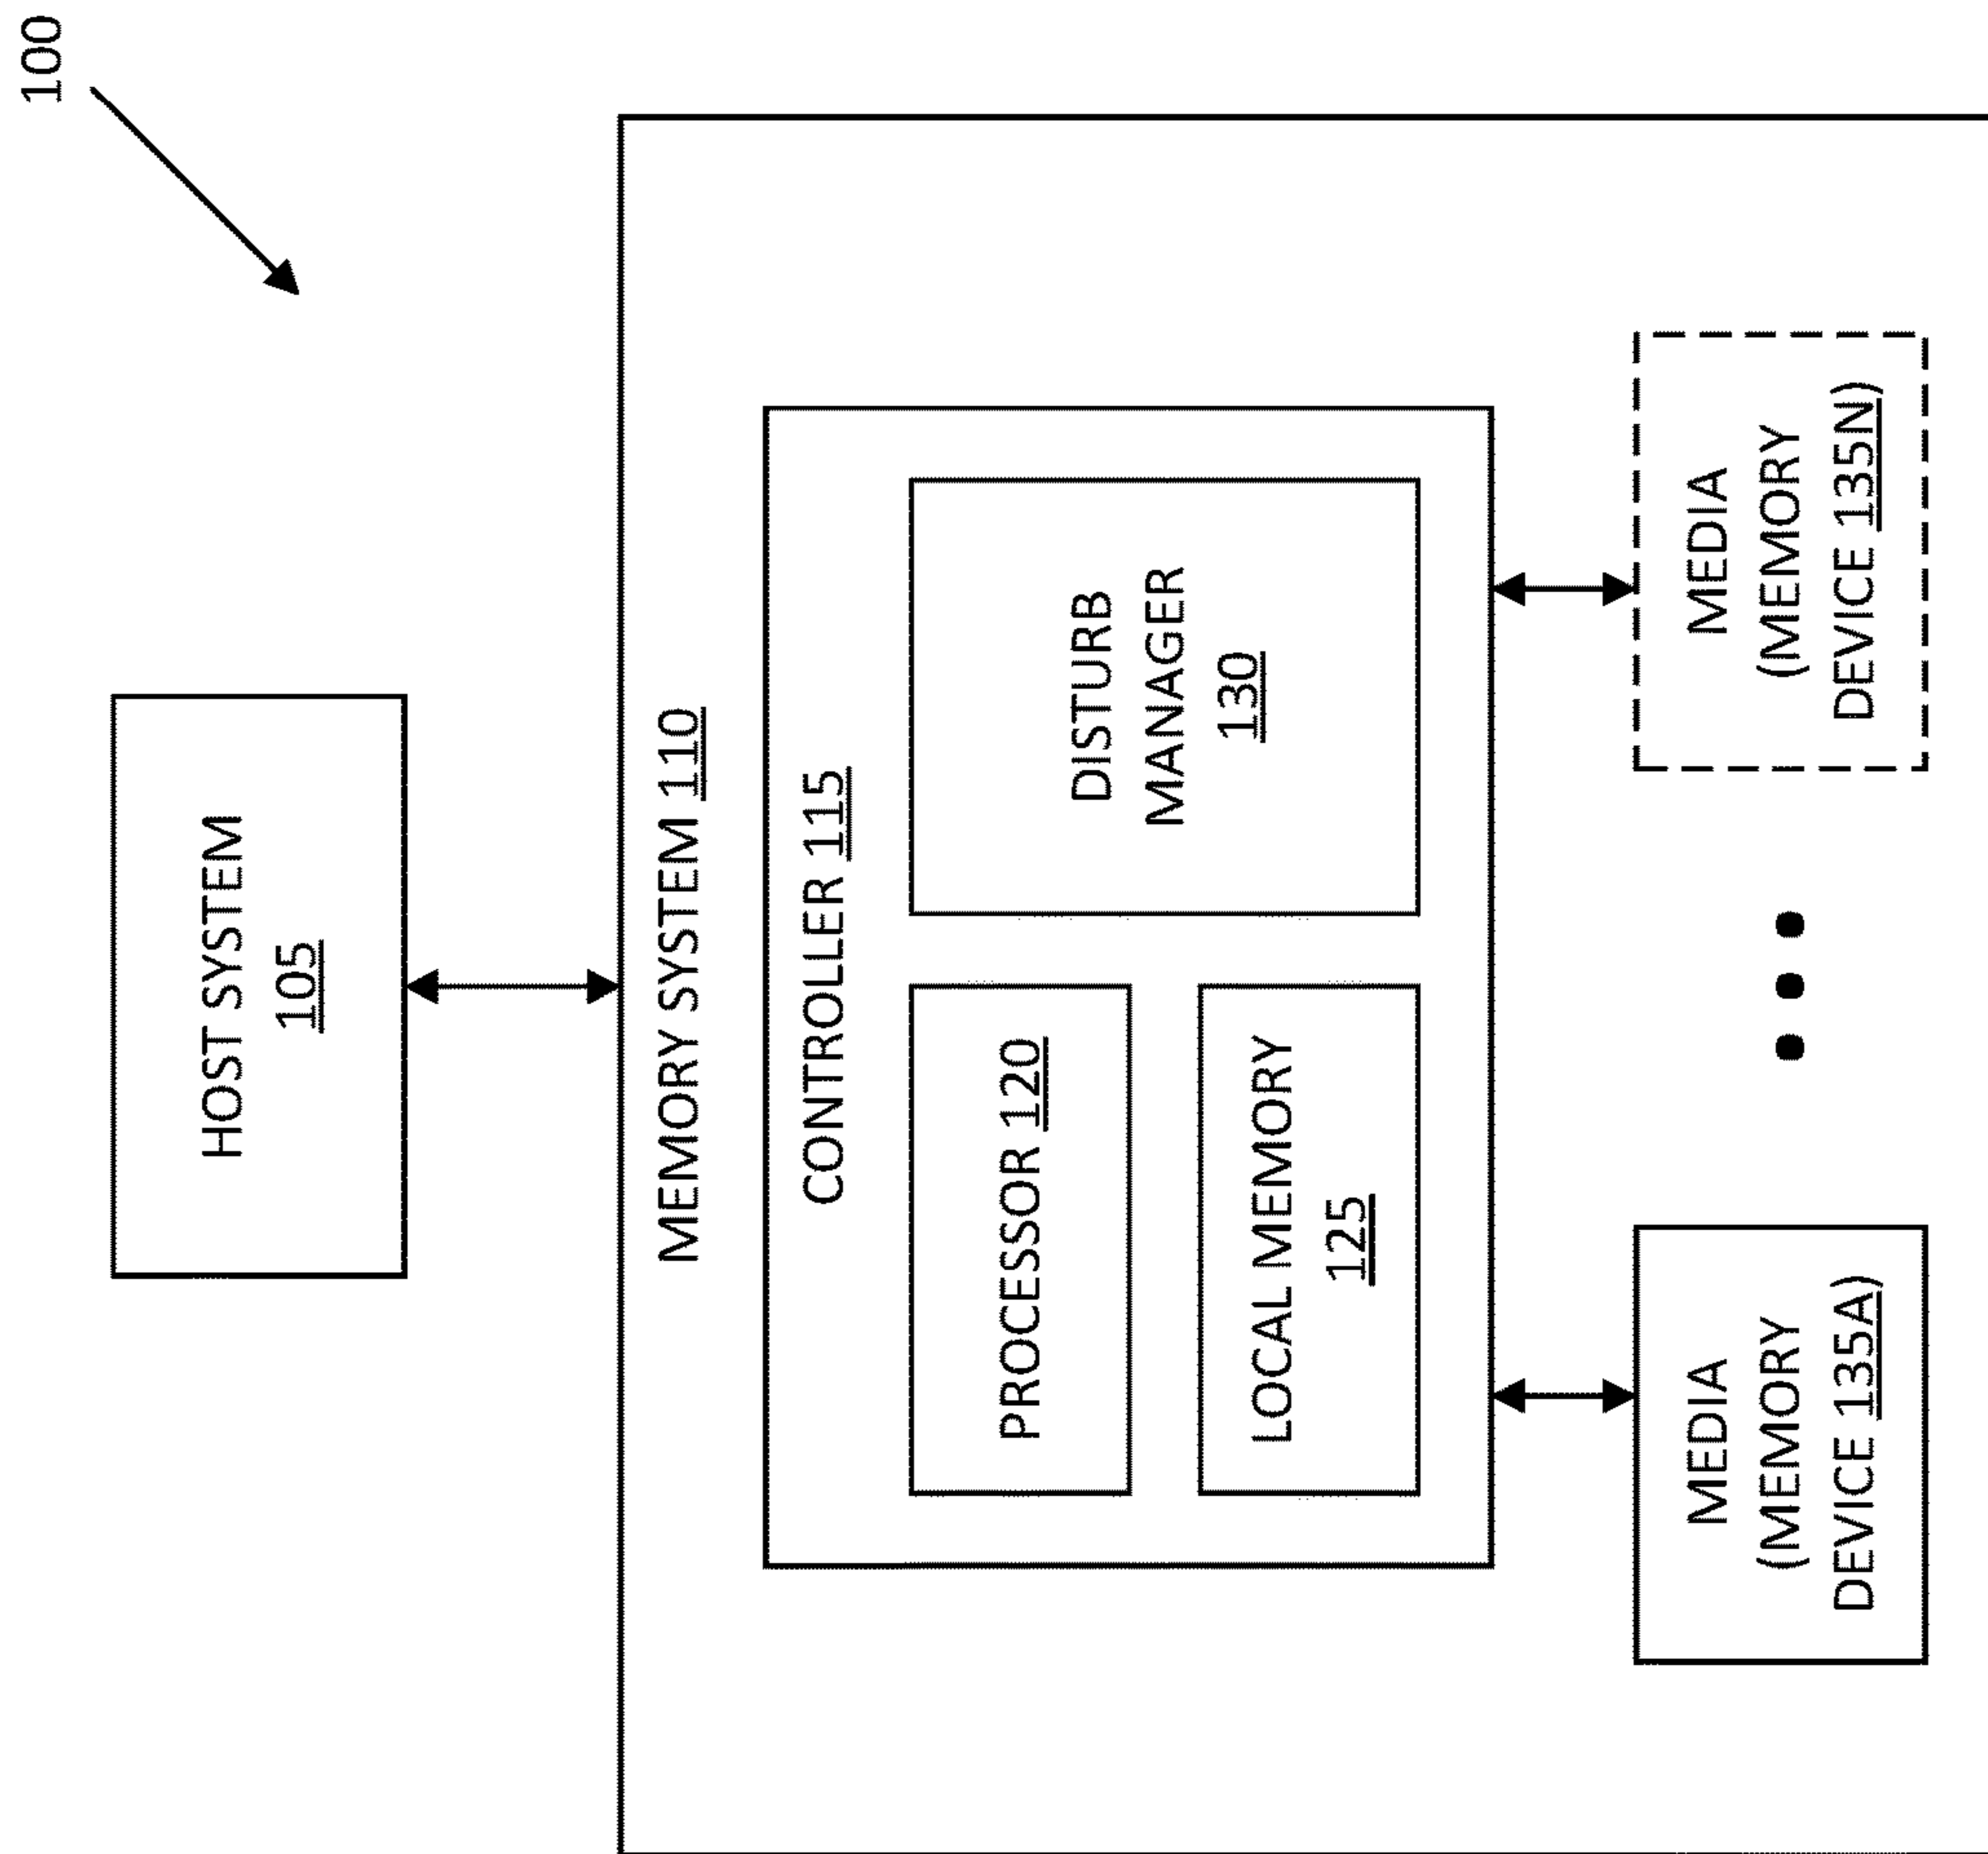 100
HOST SYSTEM
105
MEMORY SYSTEM 110
CONTROLLER 115
PROCESSOR 120
LOCAL MEMORY
125
DISTURB
MANAGER
130
MEDIA
(MEMORY
DEVICE 135A)
MEDIA
(MEMORY
DEVICE 135N)